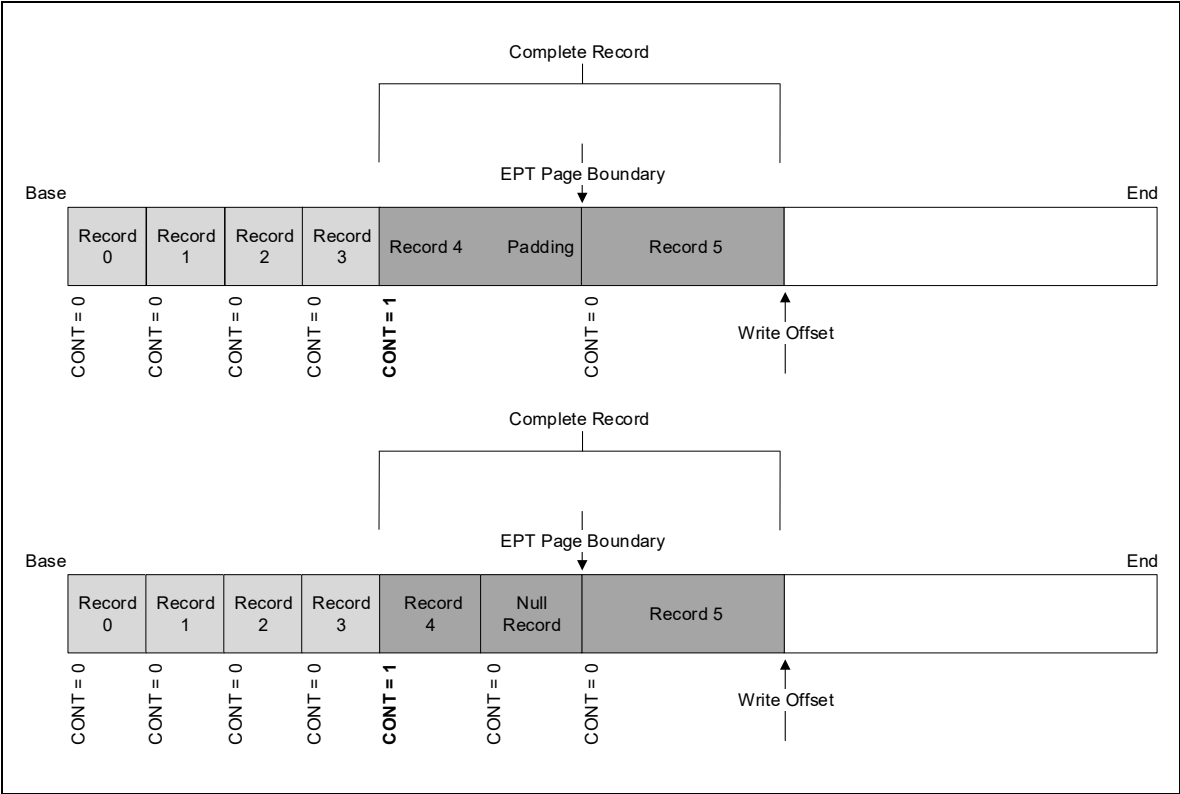 Complete Record
EPT Page Boundary
Base
End
Record
0
Record
1
Record
2
Record
3
Record 4
Padding
Record 5
CONT = 0
CONT = 0
CONT = 0
CONT = 0
CONT = 1
CONT = 0
Write Offset
Complete Record
EPT Page Boundary
Base
End
Record
0
Record
1
Record
2
Record
3
Record
4
Null
Record
Record 5
CONT = 0
CONT = 0
CONT = 0
CONT = 0
CONT = 1
CONT = 0
CONT = 0
Write Offset